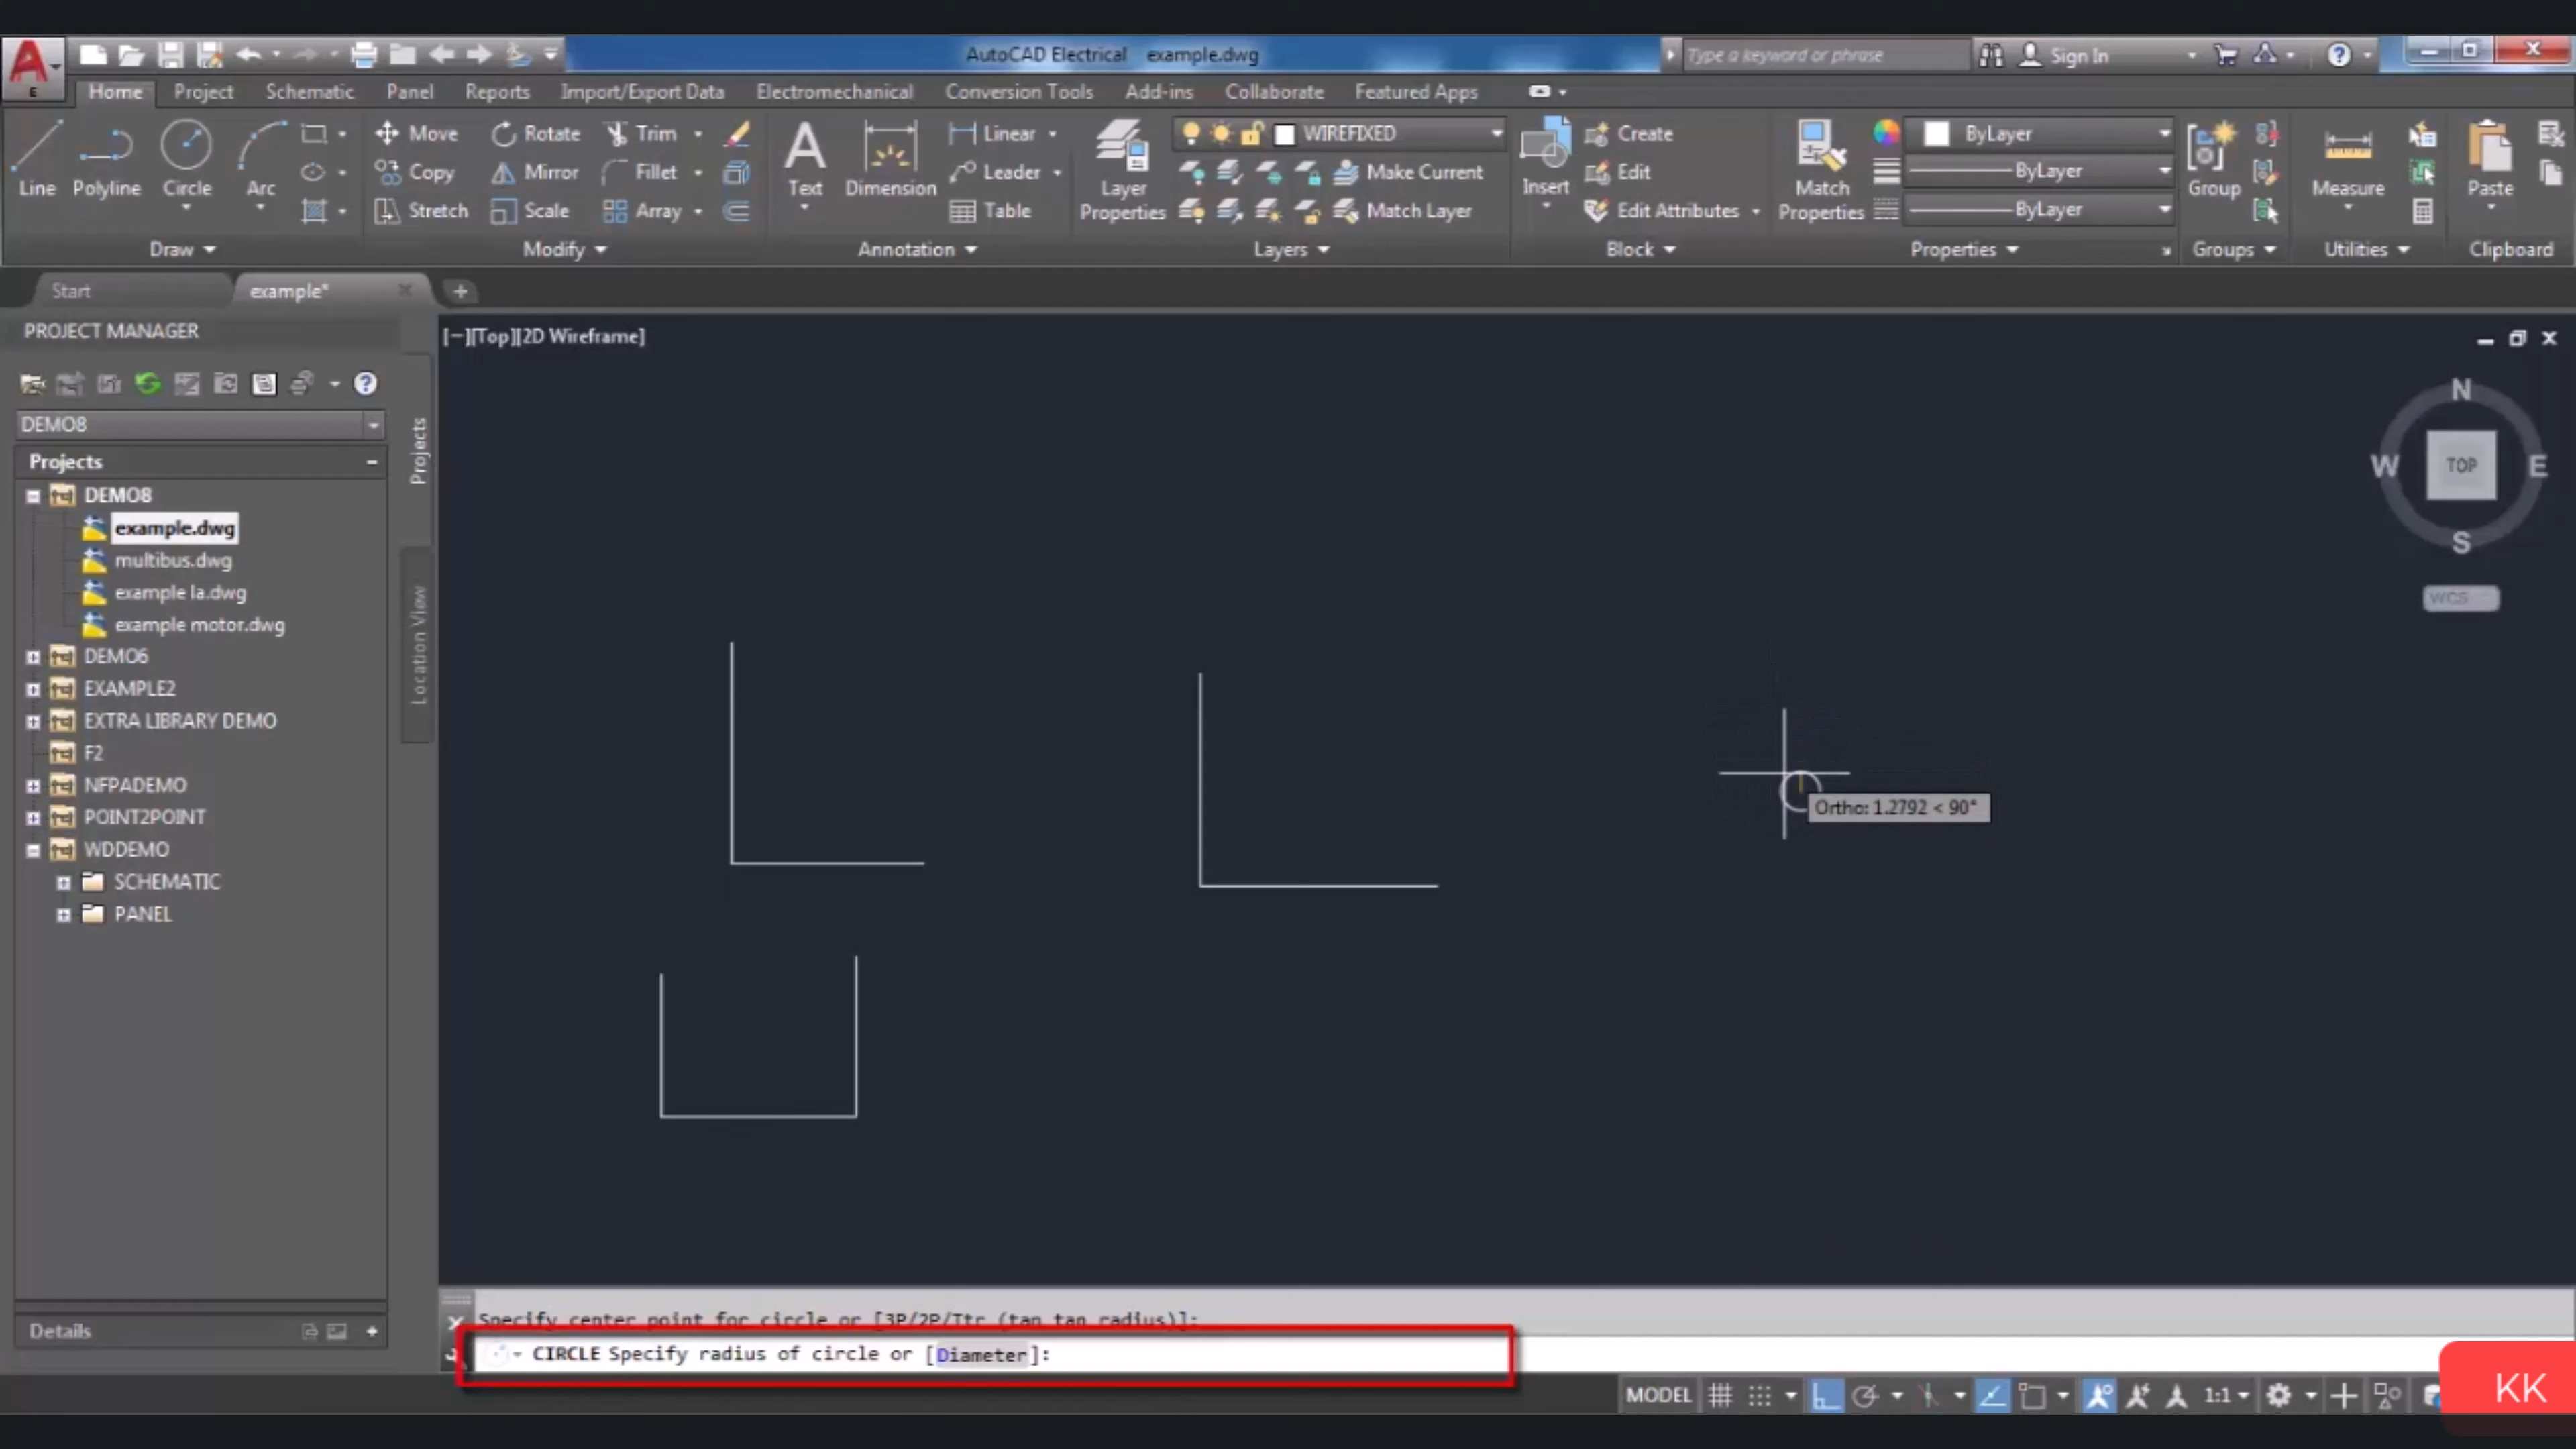 AutoCAD Electrical example.dwg
Type a keyword or phrase
Sign In
E
Home Project Schematic Panel Reports Import/Export Data Electromechanical Conversion Tools Add-ins Collaborate Featured Apps
Line Polyline Circle Arc
Move Rotate Trim
Copy Mirror Fillet
Stretch Scale Array
Text Dimension
Linear
Leader
Table
Layer Properties
WIREFIXED
Make Current
Match Layer
Insert
Create
Edit
Edit Attributes
Match Properties
ByLayer
ByLayer
ByLayer
Group
Measure
Paste
Draw Modify Annotation Layers Block Properties Groups Utilities Clipboard
Start example* +
PROJECT MANAGER
DEMO8
Projects
DEMO8
example.dwg
multibus.dwg
example la.dwg
example motor.dwg
DEMO6
EXAMPLE2
EXTRA LIBRARY DEMO
F2
NFPADEMO
POINT2POINT
WDDEMO
SCHEMATIC
PANEL
Details
Projects
Location View
[−][Top][2D Wireframe]
N
W TOP E
S
WCS
Ortho: 1.2792 < 90°
Specify center point for circle or [3P/2P/Ttr (tan tan radius)]:
CIRCLE Specify radius of circle or [Diameter]:
MODEL 1:1
KK